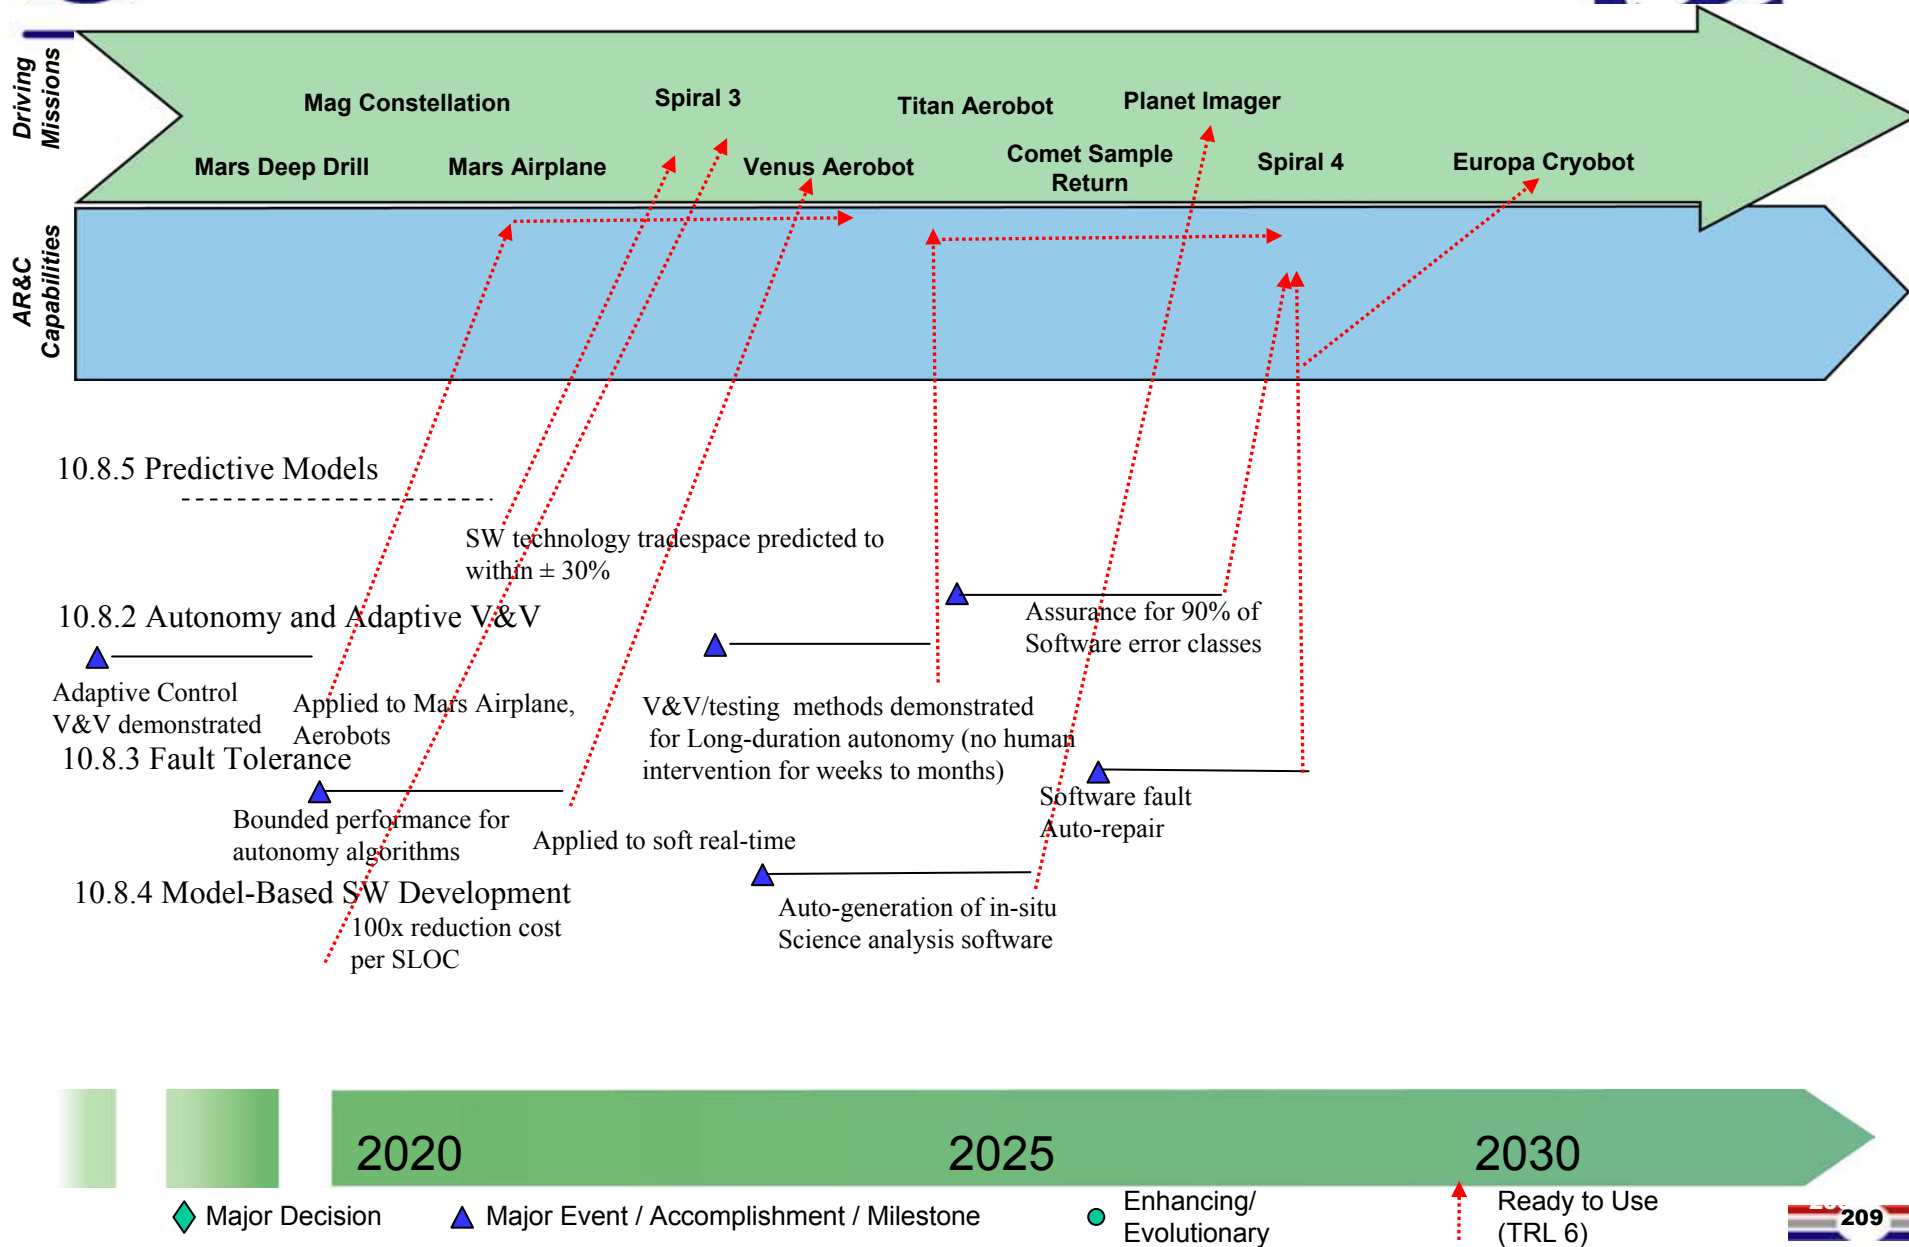 Driving
Missions
Mag Constellation
Spiral 3
Titan Aerobot
Planet Imager
Mars Deep Drill
Mars Airplane
Venus Aerobot
Comet Sample
Return
Spiral 4
Europa Cryobot
AR&C
Capabilities
10.8.5 Predictive Models
SW technology tradespace predicted to
within ± 30%
10.8.2 Autonomy and Adaptive V&V
Assurance for 90% of
Software error classes
Adaptive Control
V&V demonstrated
Applied to Mars Airplane,
Aerobots
V&V/testing methods demonstrated
for Long-duration autonomy (no human
intervention for weeks to months)
10.8.3 Fault Tolerance
Bounded performance for
autonomy algorithms
Applied to soft real-time
Software fault
Auto-repair
10.8.4 Model-Based SW Development
100x reduction cost
per SLOC
Auto-generation of in-situ
Science analysis software
2020
2025
2030
Major Decision
Major Event / Accomplishment / Milestone
Enhancing/
Evolutionary
Ready to Use
(TRL 6)
209